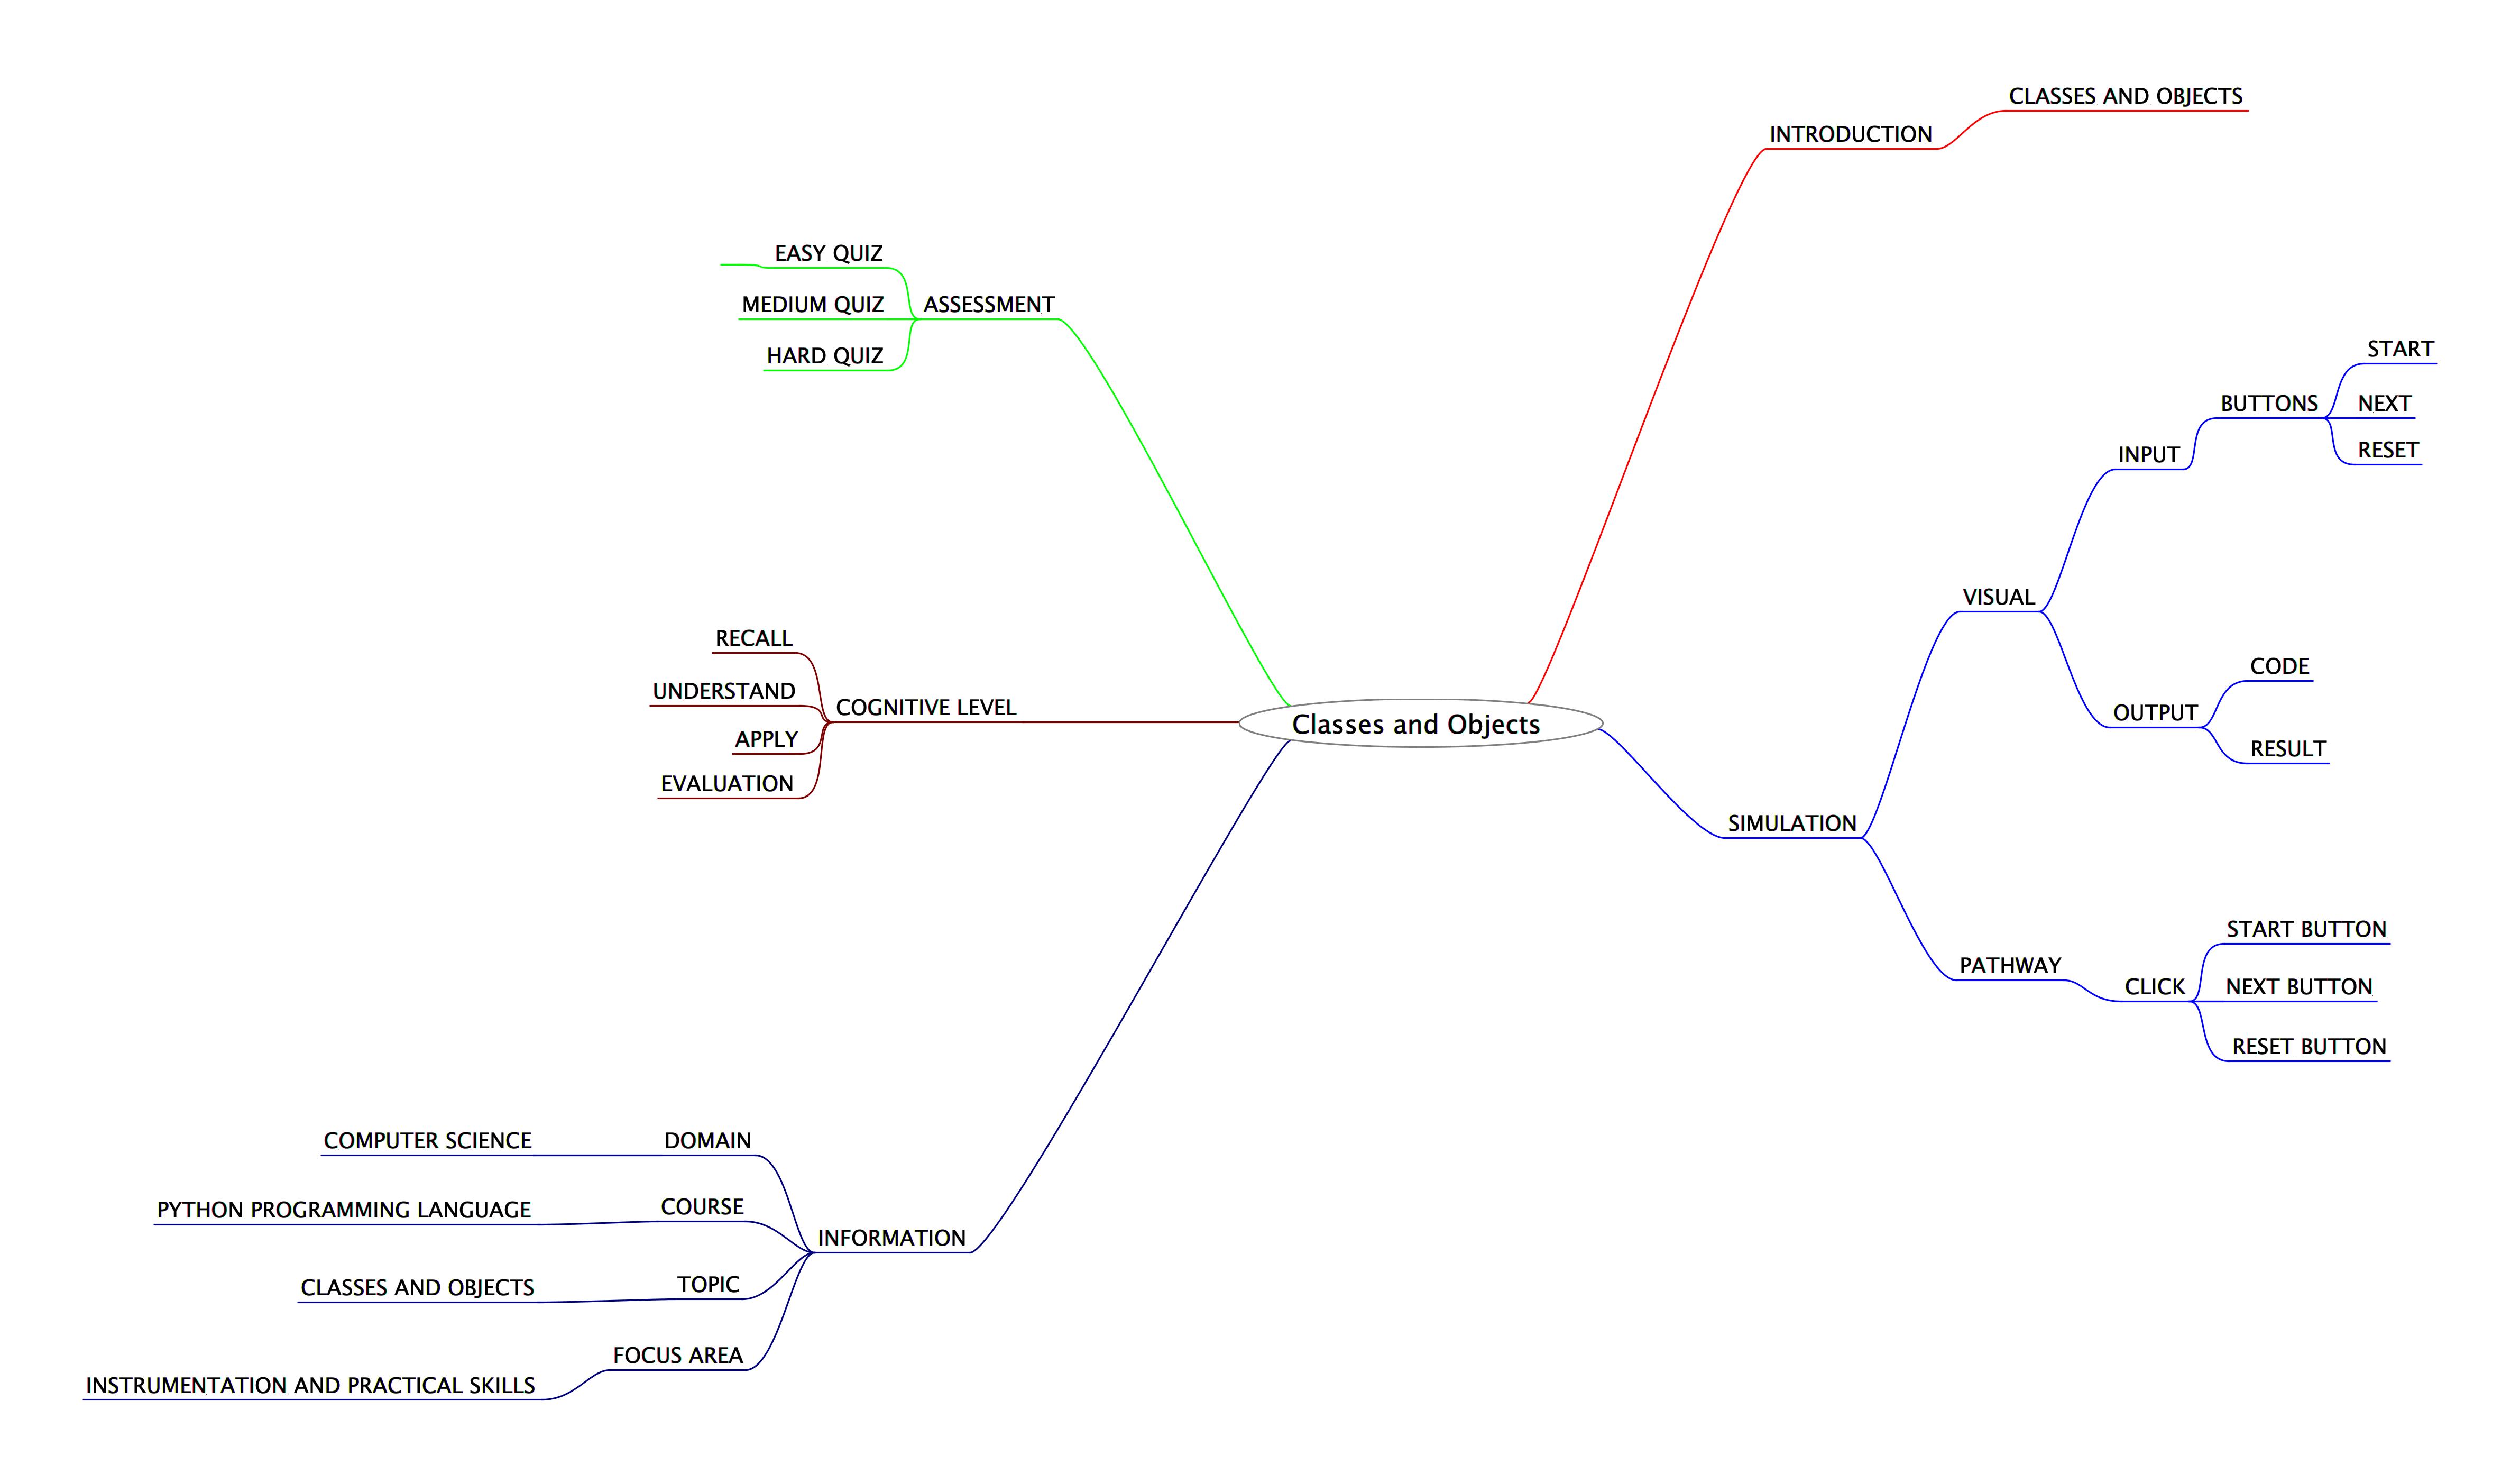 CLASSES AND OBJECTS
INTRODUCTION
EASY QUIZ
MEDIUM QUIZ
ASSESSMENT
HARD QUIZ
START
BUTTONS
NEXT
INPUT
RESET
VISUAL
RECALL
UNDERSTAND
COGNITIVE LEVEL
APPLY
EVALUATION
Classes and Objects
CODE
OUTPUT
RESULT
SIMULATION
START BUTTON
PATHWAY
CLICK
NEXT BUTTON
RESET BUTTON
COMPUTER SCIENCE
DOMAIN
PYTHON PROGRAMMING LANGUAGE
COURSE
INFORMATION
CLASSES AND OBJECTS
TOPIC
FOCUS AREA
INSTRUMENTATION AND PRACTICAL SKILLS